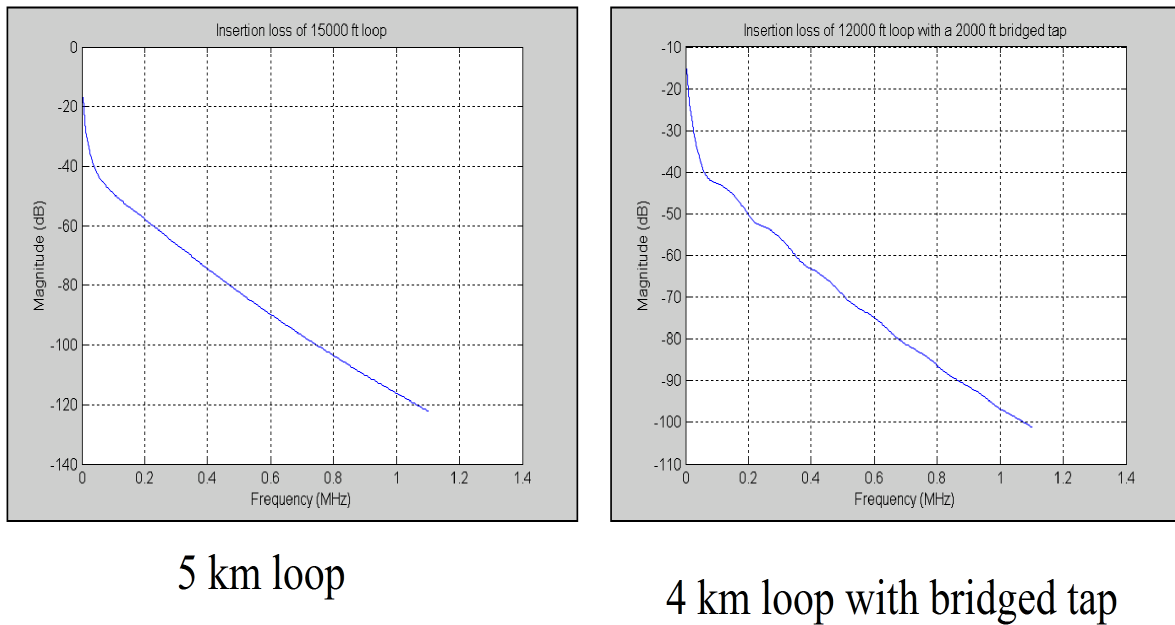 Insertion loss of 15000 ft loop
0
-20
-40
-60
-80
-100
-120
-140
Magnitude (dB)
0 0.2 0.4 0.6 0.8 1 1.2 1.4
Frequency (MHz)
5 km loop
Insertion loss of 12000 ft loop with a 2000 ft bridged tap
-10
-20
-30
-40
-50
-60
-70
-80
-90
-100
-110
Magnitude (dB)
0 0.2 0.4 0.6 0.8 1 1.2 1.4
Frequency (MHz)
4 km loop with bridged tap